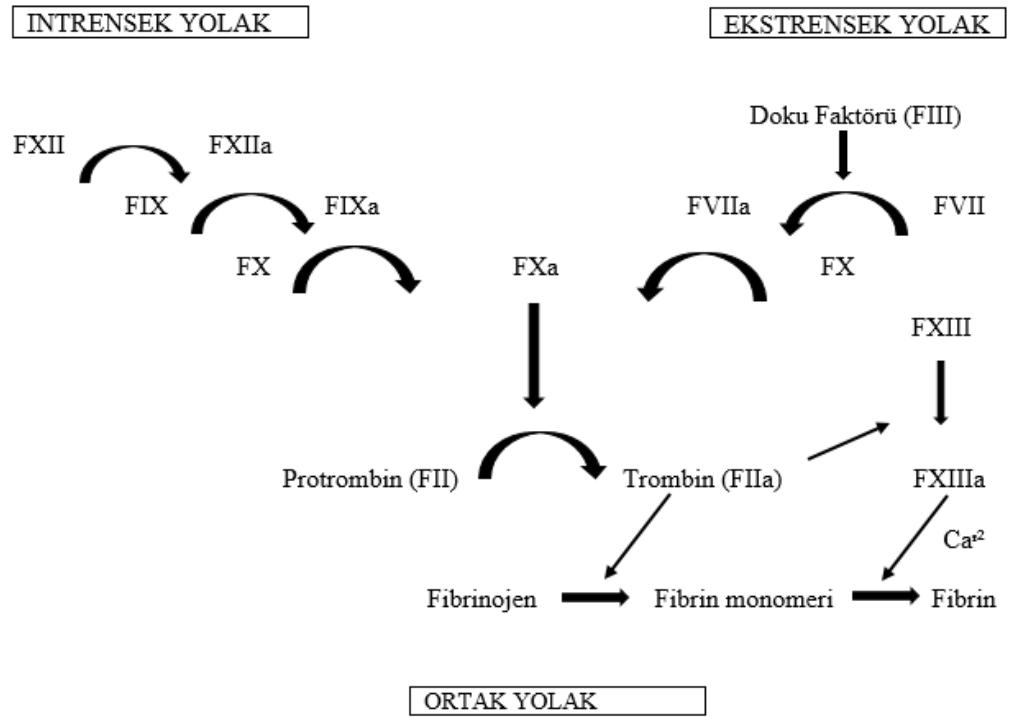 INTRENSEK YOLAK
EKSTRENSEK YOLAK
Doku Faktörü (FIII)
FXII FXIIa
FIX FIXa FVIIa FVII
FX FXa FX
FXIII
Protrombin (FII) Trombin (FIIa) FXIIIa
Ca⁺²
Fibrinojen Fibrin monomeri Fibrin
ORTAK YOLAK